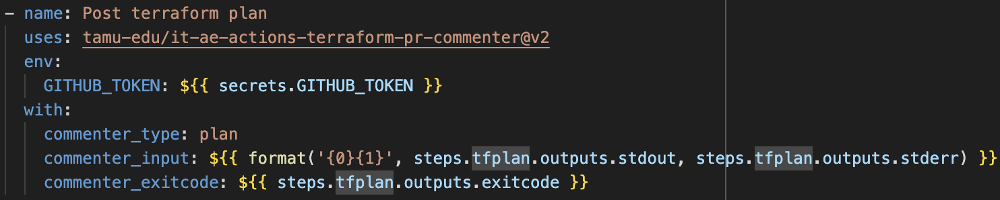 - name: Post terraform plan
  uses: tamu-edu/it-ae-actions-terraform-pr-commenter@v2
  env:
    GITHUB_TOKEN: ${{ secrets.GITHUB_TOKEN }}
  with:
    commenter_type: plan
    commenter_input: ${{ format('{0}{1}', steps.tfplan.outputs.stdout, steps.tfplan.outputs.stderr) }}
    commenter_exitcode: ${{ steps.tfplan.outputs.exitcode }}